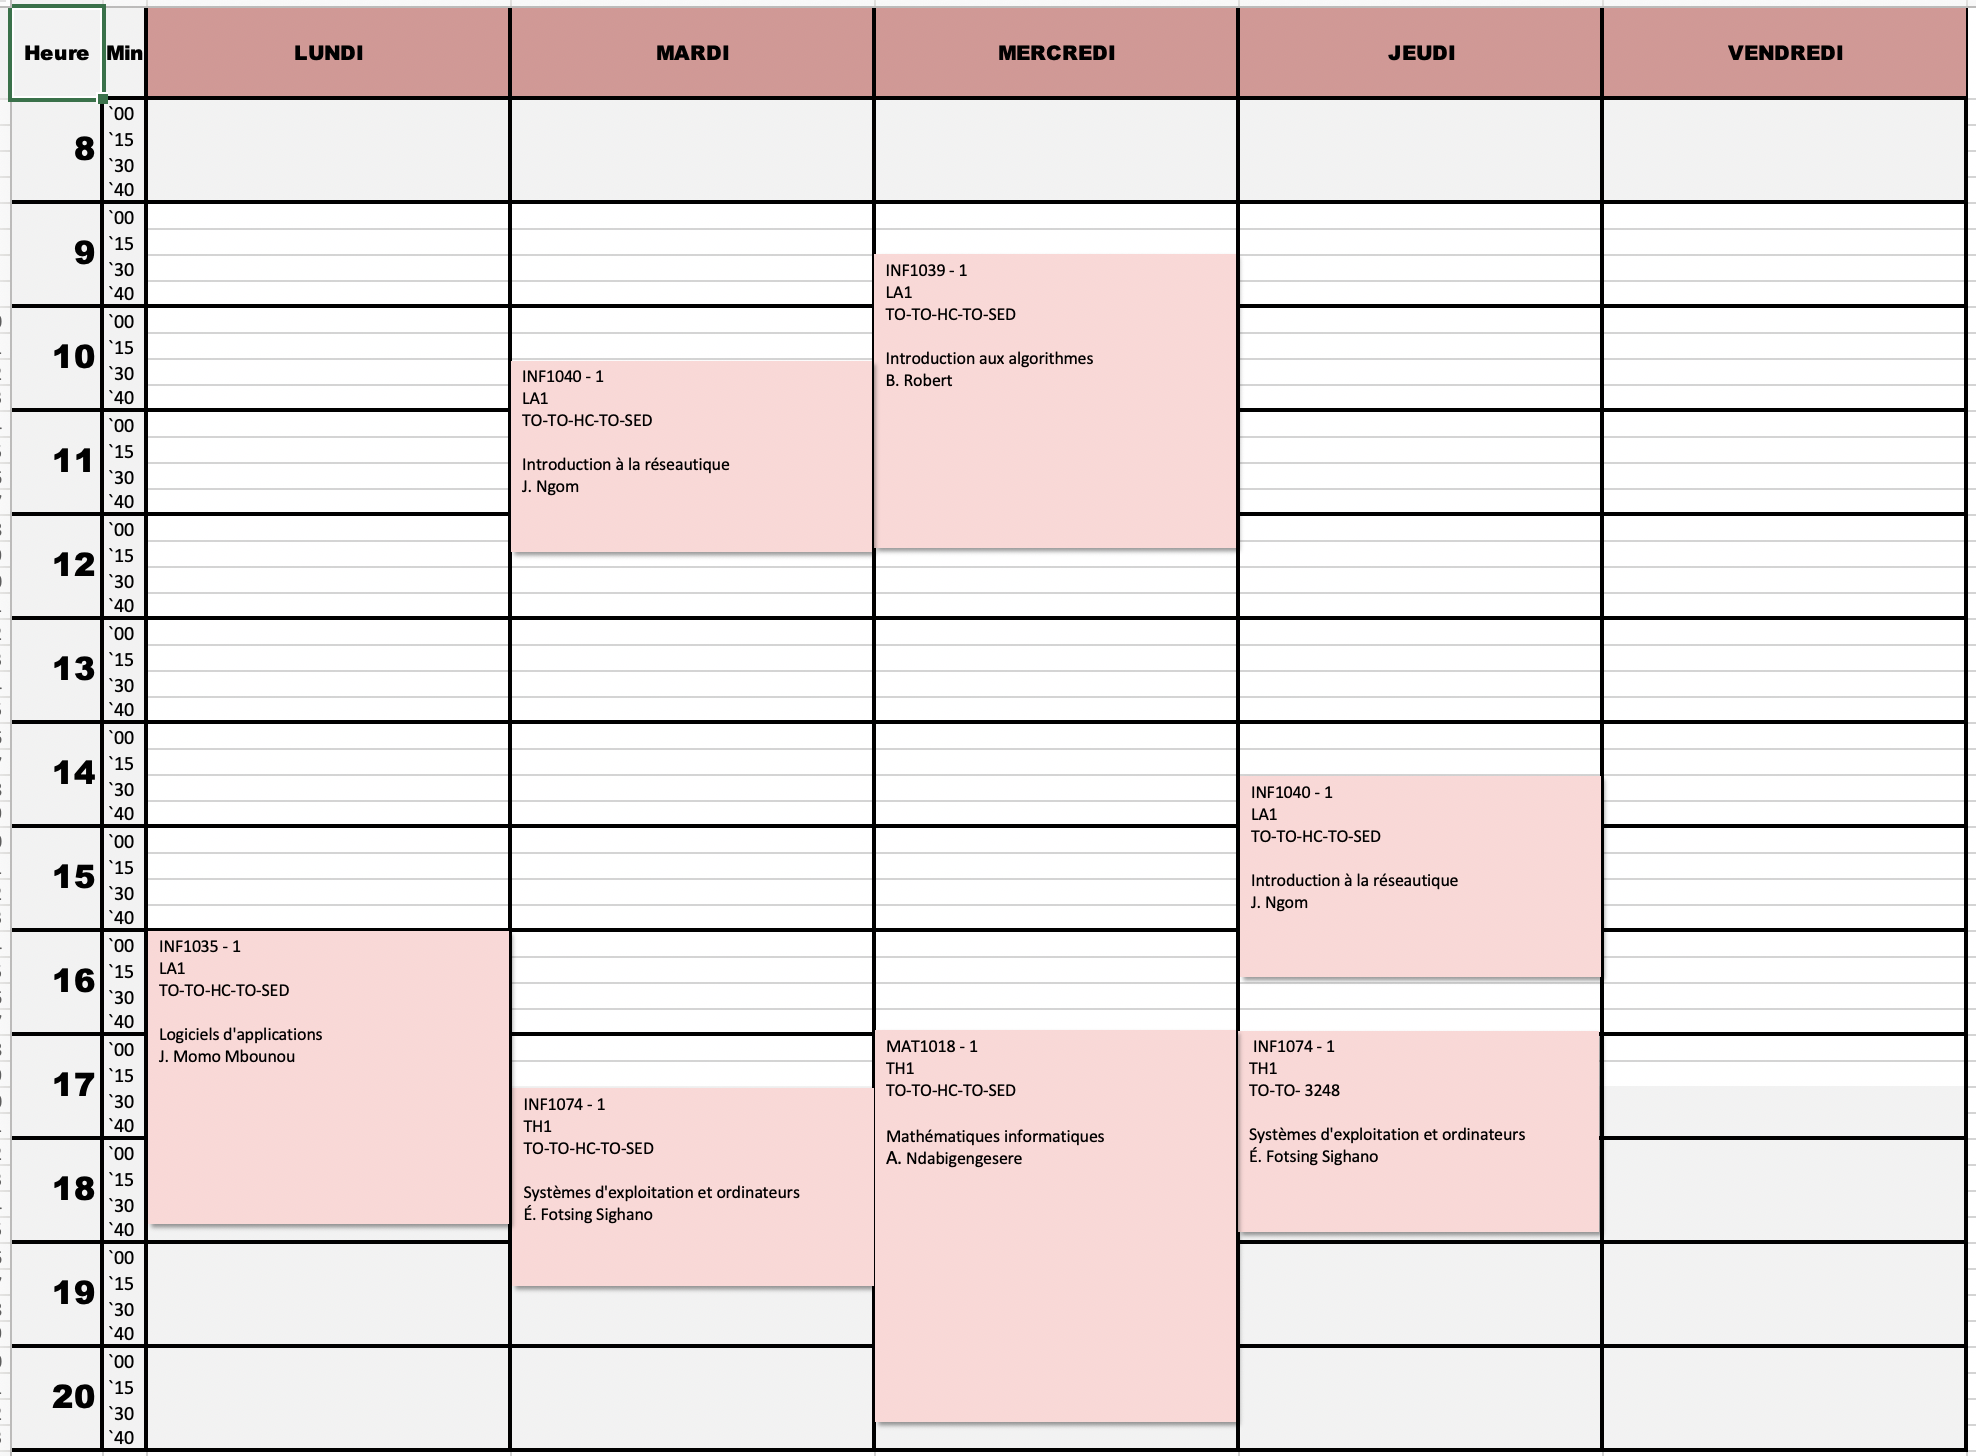 Heure Min LUNDI MARDI MERCREDI JEUDI VENDREDI
8
`00
`15
`30
`40
9
`00
`15
`30
`40
10
`00
`15
`30
`40
11
`00
`15
`30
`40
12
`00
`15
`30
`40
13
`00
`15
`30
`40
14
`00
`15
`30
`40
15
`00
`15
`30
`40
16
`00
`15
`30
`40
17
`00
`15
`30
`40
18
`00
`15
`30
`40
19
`00
`15
`30
`40
20
`00
`15
`30
`40
INF1035 - 1
LA1
TO-TO-HC-TO-SED
Logiciels d'applications
J. Momo Mbounou
INF1040 - 1
LA1
TO-TO-HC-TO-SED
Introduction à la réseautique
J. Ngom
INF1074 - 1
TH1
TO-TO-HC-TO-SED
Systèmes d'exploitation et ordinateurs
É. Fotsing Sighano
INF1039 - 1
LA1
TO-TO-HC-TO-SED
Introduction aux algorithmes
B. Robert
MAT1018 - 1
TH1
TO-TO-HC-TO-SED
Mathématiques informatiques
A. Ndabigengesere
INF1040 - 1
LA1
TO-TO-HC-TO-SED
Introduction à la réseautique
J. Ngom
INF1074 - 1
TH1
TO-TO- 3248
Systèmes d'exploitation et ordinateurs
É. Fotsing Sighano